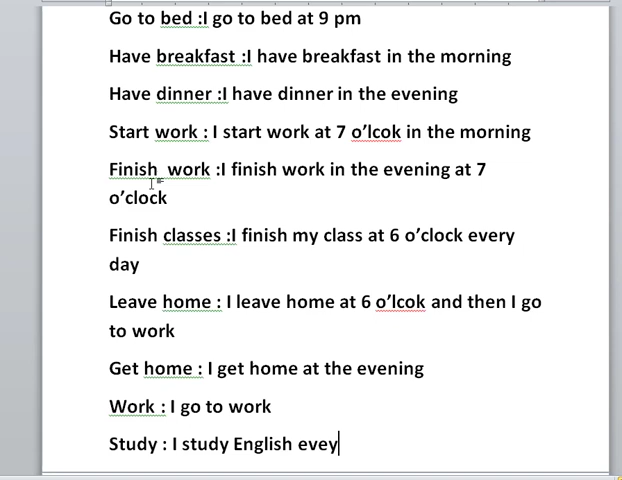 Go to bed :I go to bed at 9 pm
Have breakfast :I have breakfast in the morning
Have dinner :I have dinner in the evening
Start work : I start work at 7 o’lcok in the morning
Finish  work :I finish work in the evening at 7
o’clock
Finish classes :I finish my class at 6 o’clock every
day
Leave home : I leave home at 6 o’lcok and then I go
to work
Get home : I get home at the evening
Work : I go to work
Study : I study English evey